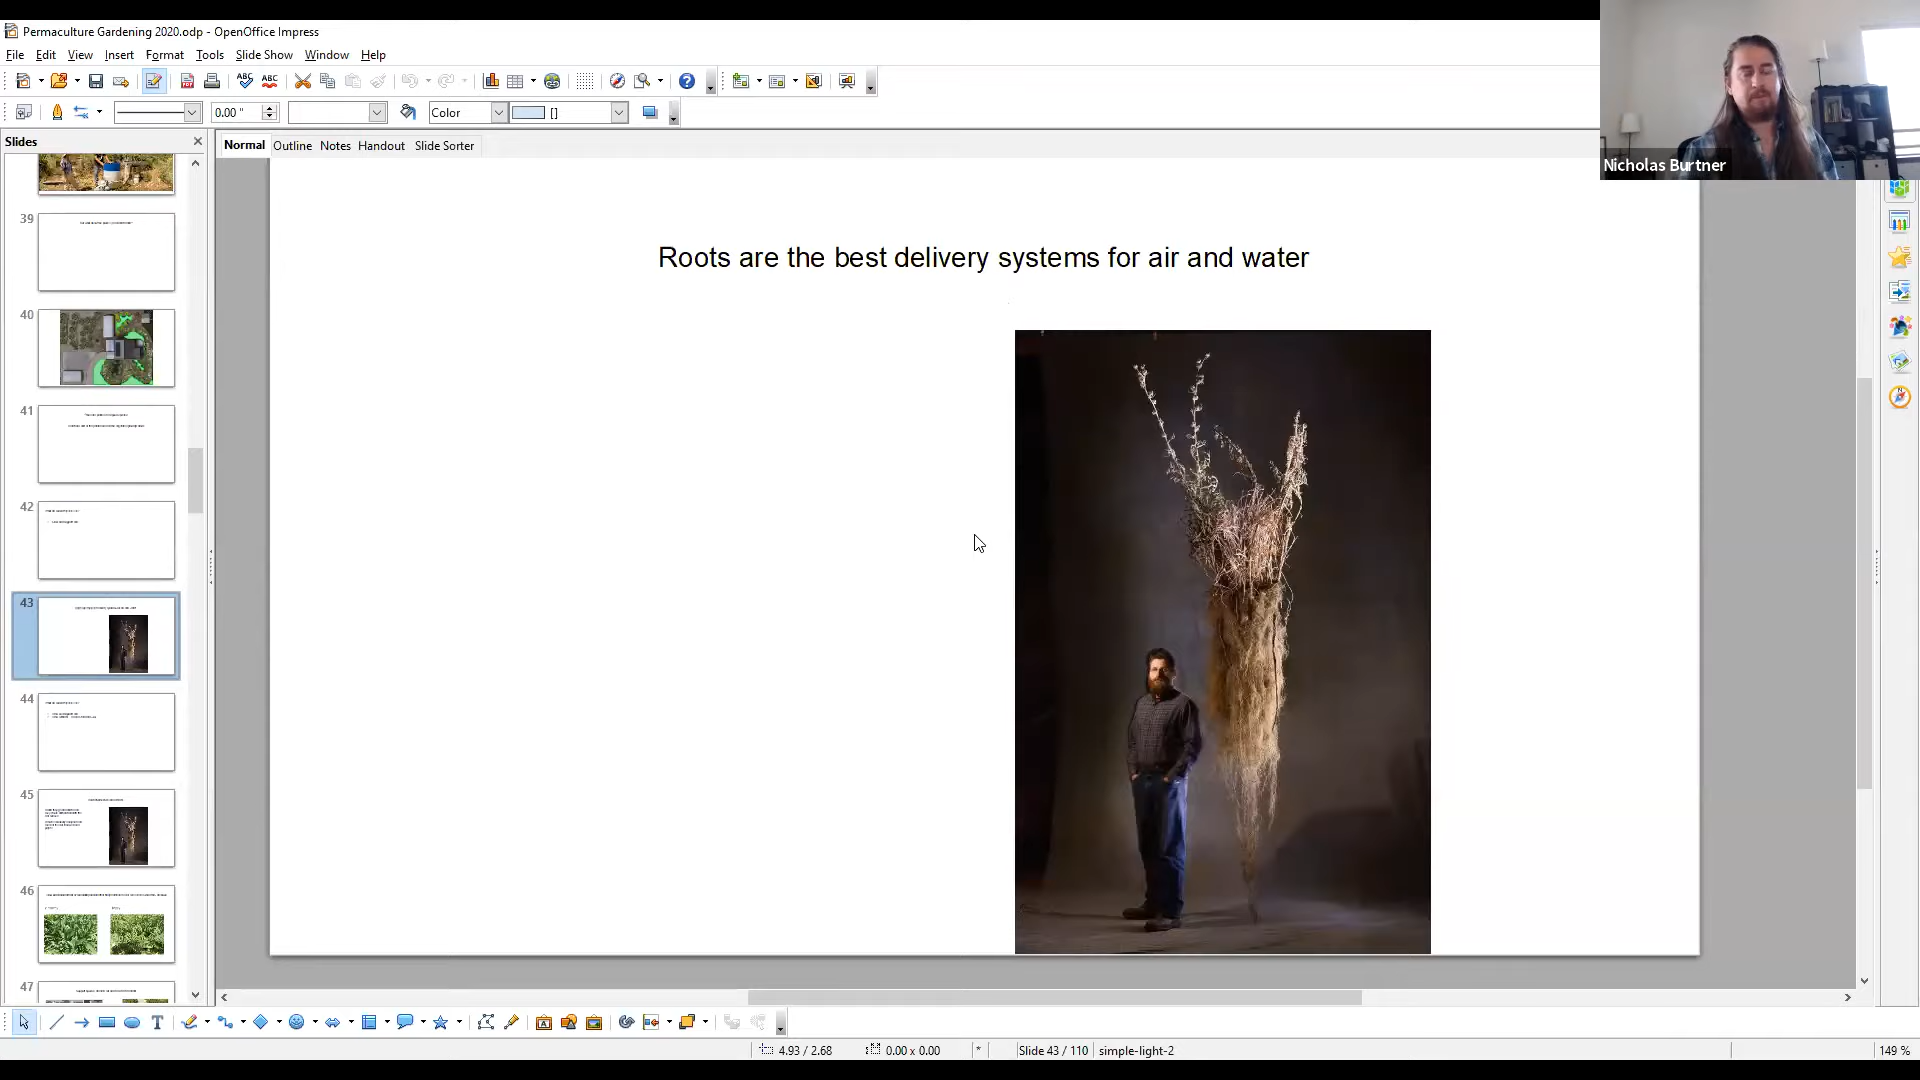 Permaculture Gardening 2020.odp - OpenOffice Impress
File Edit View Insert Format Tools Slide Show Window Help
0.00 "
Color
[]
Slides
Normal Outline Notes Handout Slide Sorter
Nicholas Burtner
39
40
41
42
43
44
45
46
47
Roots are the best delivery systems for air and water
4.93 / 2.68
0.00 x 0.00
*
Slide 43 / 110
simple-light-2
149 %